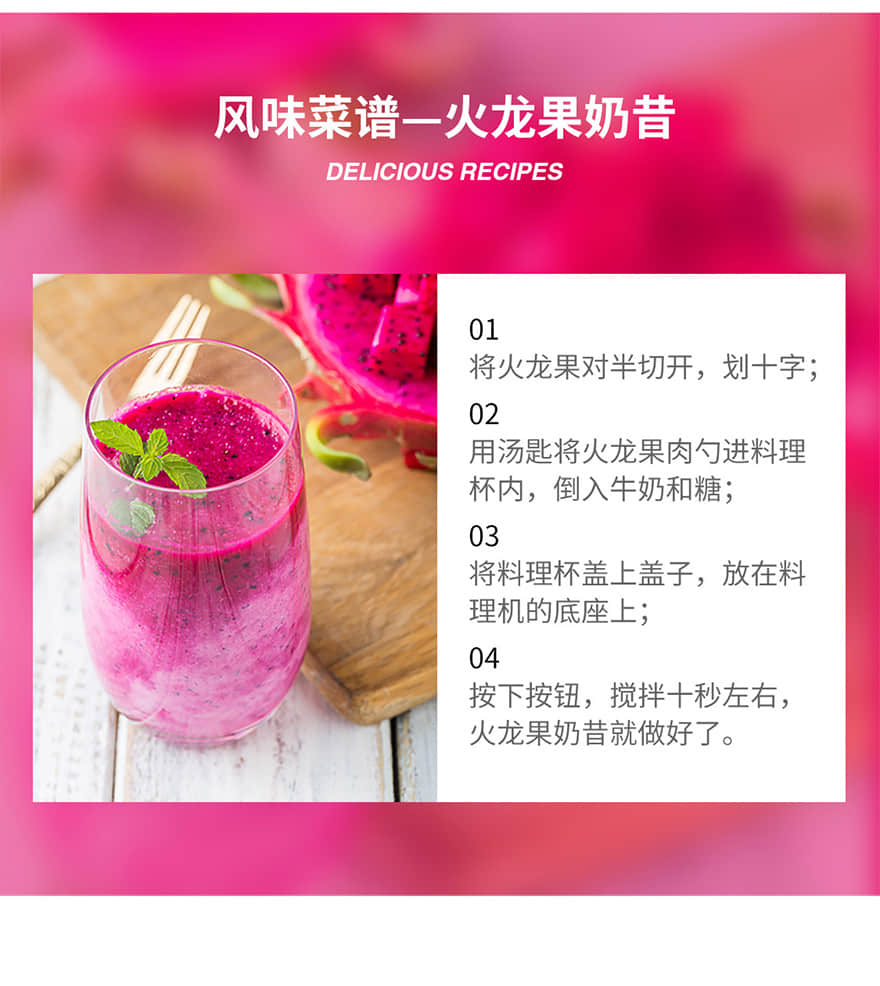 风味菜谱—火龙果奶昔
DELICIOUS RECIPES
01
将火龙果对半切开，划十字；
02
用汤匙将火龙果肉勺进料理
杯内，倒入牛奶和糖；
03
将料理杯盖上盖子，放在料
理机的底座上；
04
按下按钮，搅拌十秒左右，
火龙果奶昔就做好了。